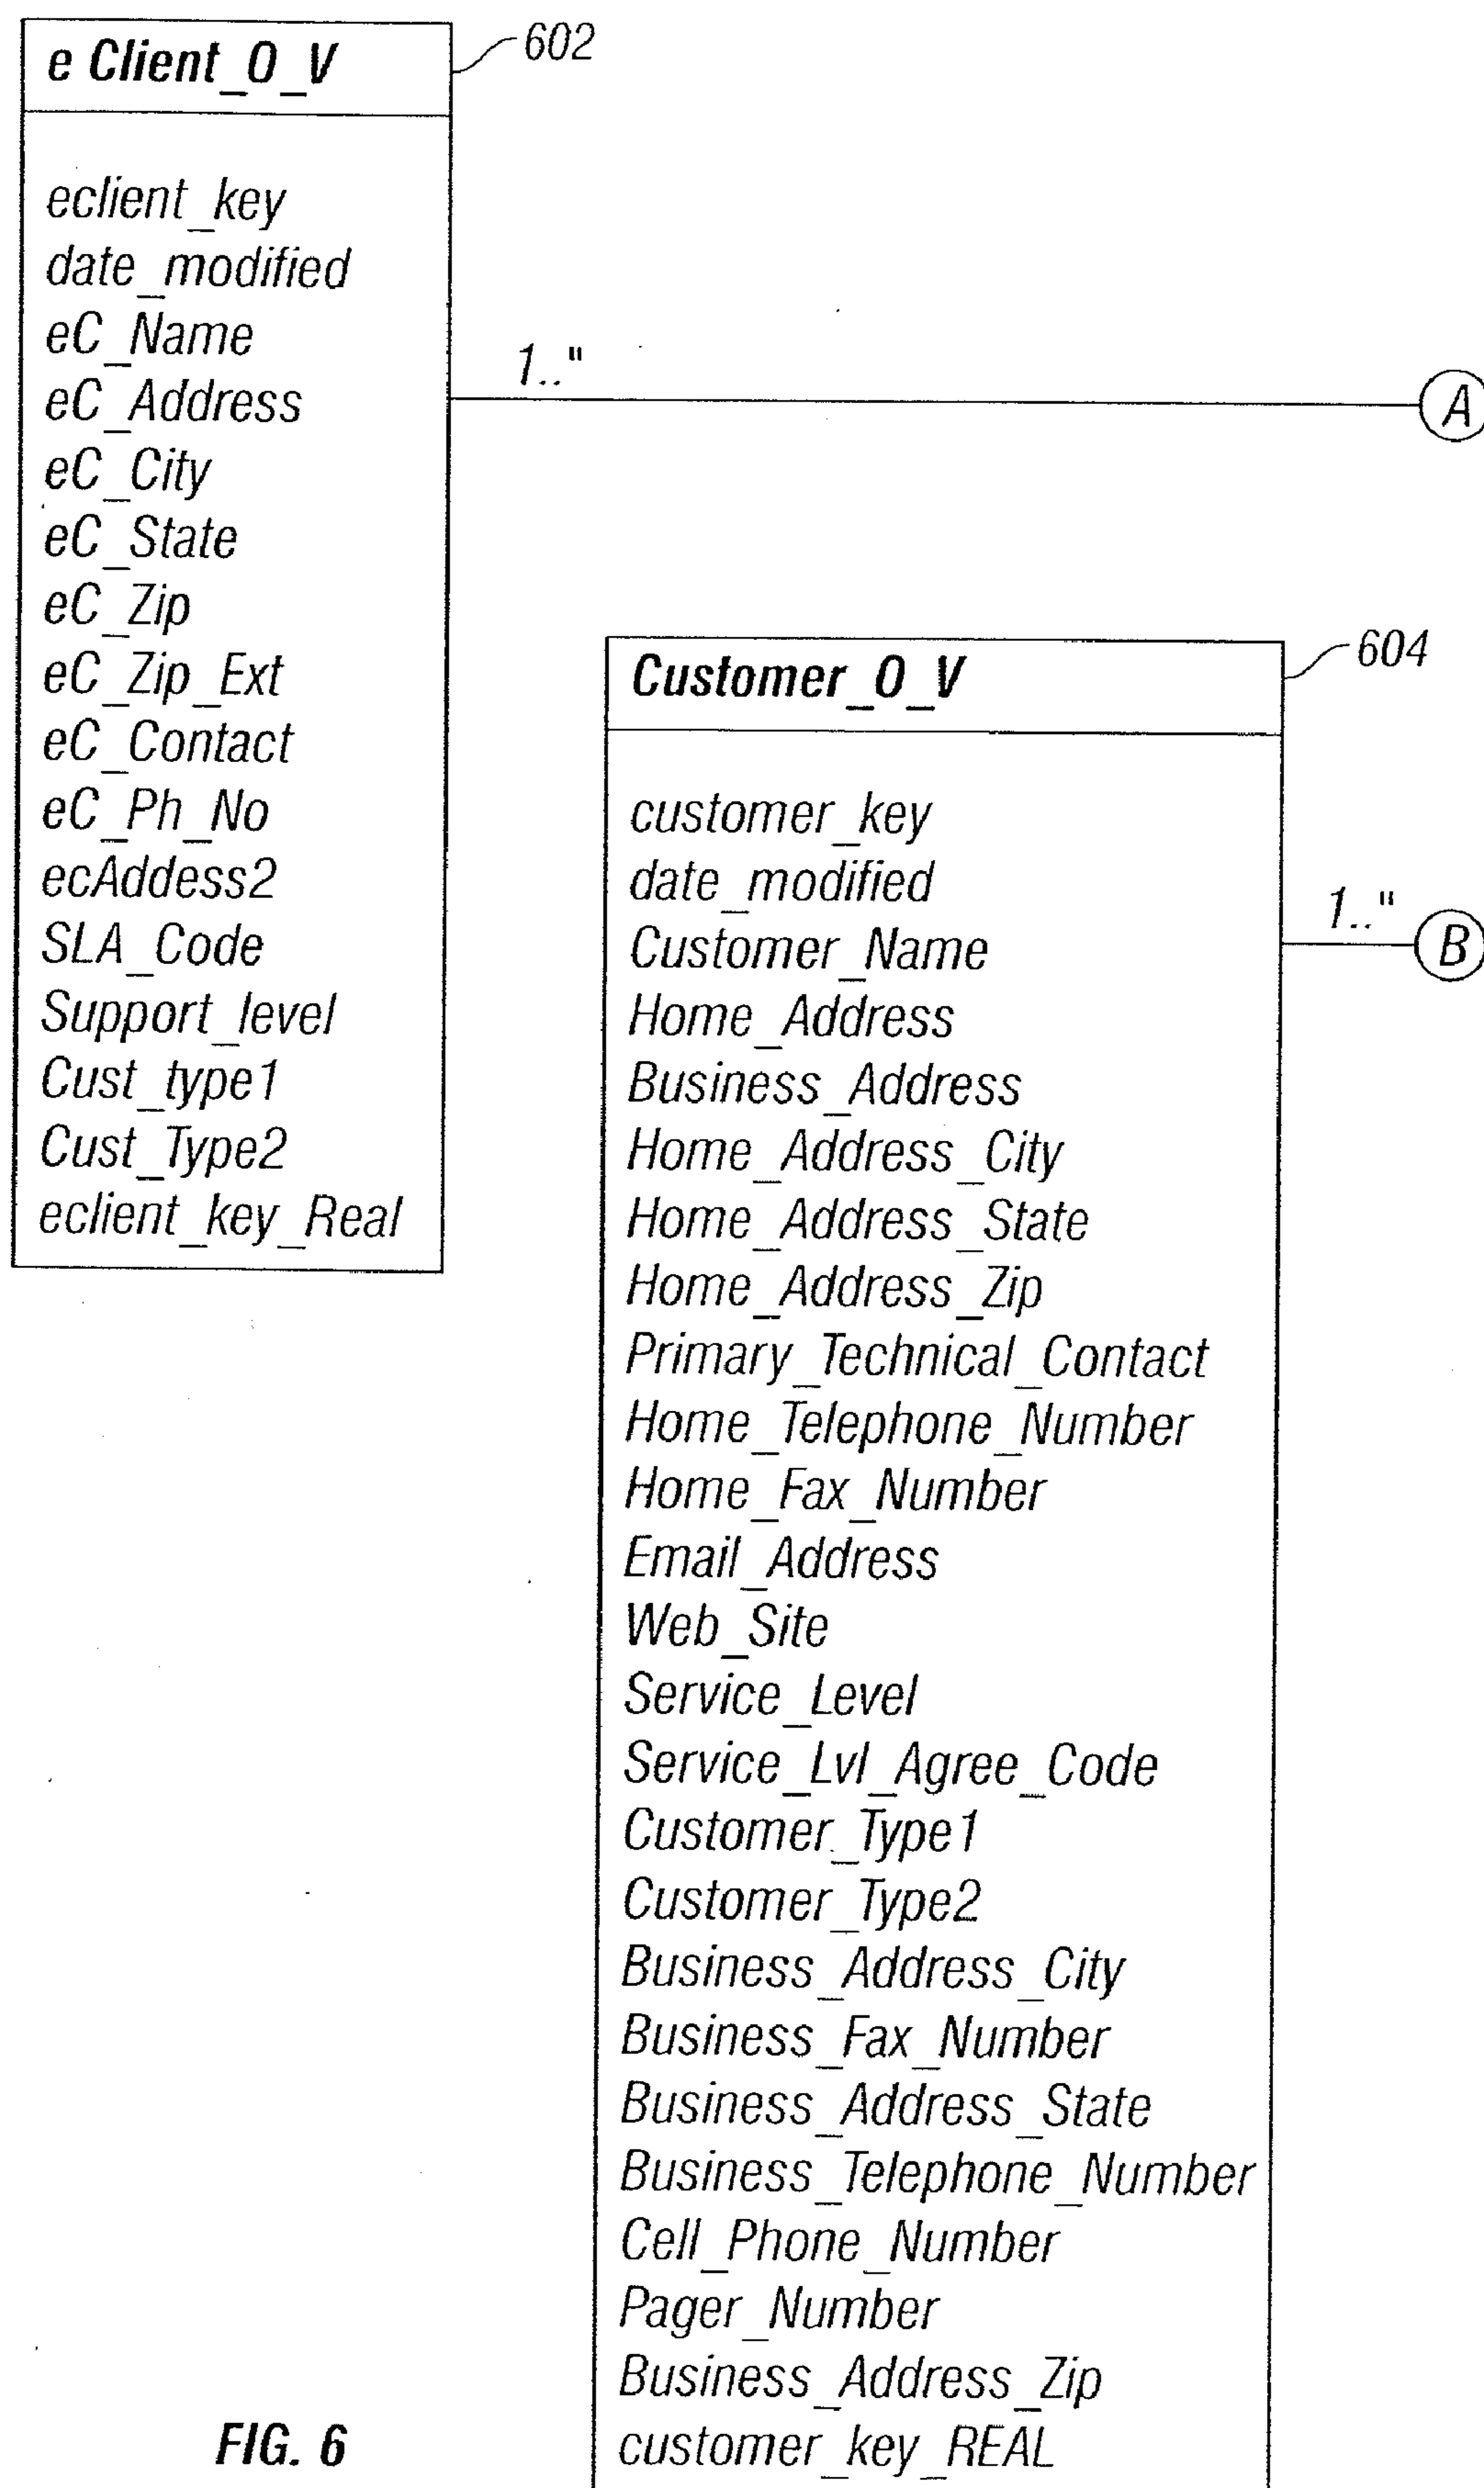 e Client_O_V
602
eclient_key
date_modified
eC_Name
eC_Address
eC_City
eC_State
eC_Zip
eC_Zip_Ext
eC_Contact
eC_Ph_No
ecAddess2
SLA_Code
Support_level
Cust_type1
Cust_Type2
eclient_key_Real
1.."
A
Customer_O_V
604
customer_key
date_modified
Customer_Name
Home_Address
Business_Address
Home_Address_City
Home_Address_State
Home_Address_Zip
Primary_Technical_Contact
Home_Telephone_Number
Home_Fax_Number
Email_Address
Web_Site
Service_Level
Service_Lvl_Agree_Code
Customer_Type1
Customer_Type2
Business_Address_City
Business_Fax_Number
Business_Address_State
Business_Telephone_Number
Cell_Phone_Number
Pager_Number
Business_Address_Zip
customer_key_REAL
1.."
B
FIG. 6